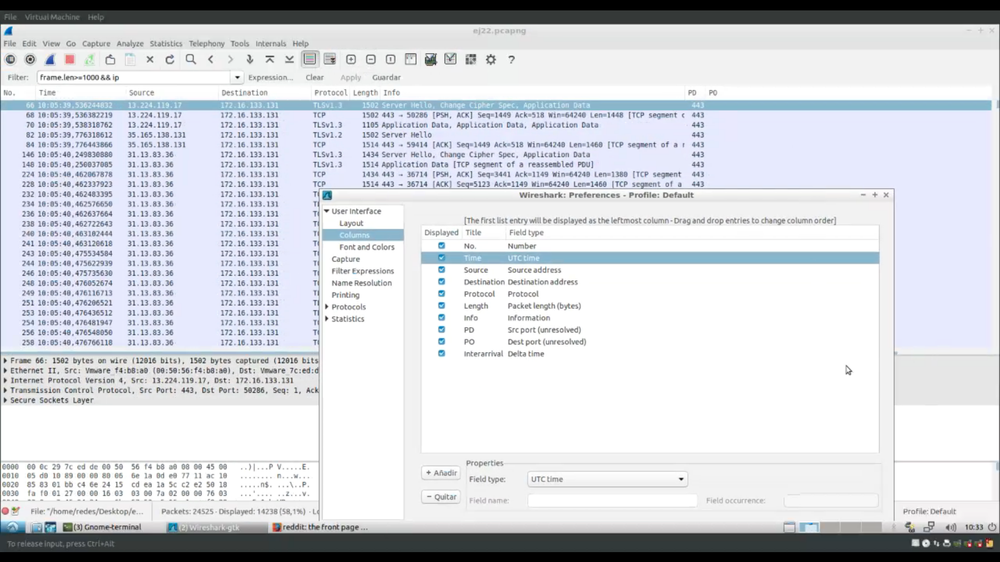 File Virtual Machine Help
ej22.pcapng
File Edit View Go Capture Analyze Statistics Telephony Tools Internals Help
Filter: frame.len>=1000 && ip Expression... Clear Apply Guardar
No. Time Source Destination Protocol Length Info PD PO
66 10:05:39,536244832 13.224.119.17 172.16.133.131 TLSv1.3 1502 Server Hello, Change Cipher Spec, Application Data 443
68 10:05:39,536382219 13.224.119.17 172.16.133.131 TCP 1502 443 → 50286 [PSH, ACK] Seq=1449 Ack=518 Win=64240 Len=1448 [TCP segment c 443
70 10:05:39,538318762 13.224.119.17 172.16.133.131 TLSv1.3 1105 Application Data, Application Data, Application Data 443
82 10:05:39,776318612 35.165.138.131 172.16.133.131 TLSv1.2 1502 Server Hello 443
84 10:05:39,776443866 35.165.138.131 172.16.133.131 TCP 1514 443 → 59414 [ACK] Seq=1449 Ack=518 Win=64240 Len=1460 [TCP segment of a r 443
146 10:05:40,249830880 31.13.83.36 172.16.133.131 TLSv1.3 1434 Server Hello, Change Cipher Spec, Application Data 443
148 10:05:40,250037085 31.13.83.36 172.16.133.131 TLSv1.3 1514 Application Data [TCP segment of a reassembled PDU] 443
224 10:05:40,462067878 31.13.83.36 172.16.133.131 TCP 1434 443 → 36714 [PSH, ACK] Seq=3441 Ack=1149 Win=64240 Len=1380 [TCP segment 443
228 10:05:40,462337923 31.13.83.36 172.16.133.131 TCP 1514 443 → 36714 [ACK] Seq=5123 Ack=1149 Win=64240 Len=1460 [TCP segment of a 443
232 10:05:40,462483395 31.13.83.36 172.16.133.131
234 10:05:40,462576650 31.13.83.36 172.16.133.131
236 10:05:40,462637664 31.13.83.36 172.16.133.131
238 10:05:40,462722643 31.13.83.36 172.16.133.131
240 10:05:40,463102444 31.13.83.36 172.16.133.131
241 10:05:40,463120618 31.13.83.36 172.16.133.131
243 10:05:40,475534584 31.13.83.36 172.16.133.131
244 10:05:40,475622939 31.13.83.36 172.16.133.131
246 10:05:40,475735630 31.13.83.36 172.16.133.131
248 10:05:40,476052674 31.13.83.36 172.16.133.131
249 10:05:40,476116713 31.13.83.36 172.16.133.131
251 10:05:40,476206521 31.13.83.36 172.16.133.131
253 10:05:40,476436512 31.13.83.36 172.16.133.131
254 10:05:40,476481947 31.13.83.36 172.16.133.131
256 10:05:40,476548050 31.13.83.36 172.16.133.131
258 10:05:40,476766118 31.13.83.36 172.16.133.131
Frame 66: 1502 bytes on wire (12016 bits), 1502 bytes captured (12016 bits
Ethernet II, Src: Vmware_f4:b8:a0 (00:50:56:f4:b8:a0), Dst: Vmware_7c:ed:d
Internet Protocol Version 4, Src: 13.224.119.17, Dst: 172.16.133.131
Transmission Control Protocol, Src Port: 443, Dst Port: 50286, Seq: 1, Ack
Secure Sockets Layer
0000 00 0c 29 7c ed de 00 50 56 f4 b8 a0 08 00 45 00 ..)|...P V.....E.
0010 05 d0 10 89 00 00 80 06 6e 1a 0d e0 77 11 ac 10 ........ n...w...
0020 85 83 01 bb c4 6e 24 15 cd ea 1a 5c c2 e2 50 18 .....n$. ...\..P.
0030 fa f0 01 27 00 00 16 03 03 00 7a 02 00 00 76 03 ...'.... ..z...v.
Wireshark: Preferences - Profile: Default
User Interface
Layout
Columns
Font and Colors
Capture
Filter Expressions
Name Resolution
Printing
Protocols
Statistics
[The first list entry will be displayed as the leftmost column - Drag and drop entries to change column order]
Displayed Title Field type
No. Number
Time UTC time
Source Source address
Destination Destination address
Protocol Protocol
Length Packet length (bytes)
Info Information
PD Src port (unresolved)
PO Dest port (unresolved)
Interarrival Delta time
+ Añadir
− Quitar
Properties
Field type: UTC time
Field name: Field occurrence:
File: "/home/redes/Desktop/e... Packets: 24525 · Displayed: 14238 (58,1%) · Lo Profile: Default
(3) Gnome-terminal (2) Wireshark-gtk reddit: the front page ... 10:33
To release input, press Ctrl+Alt